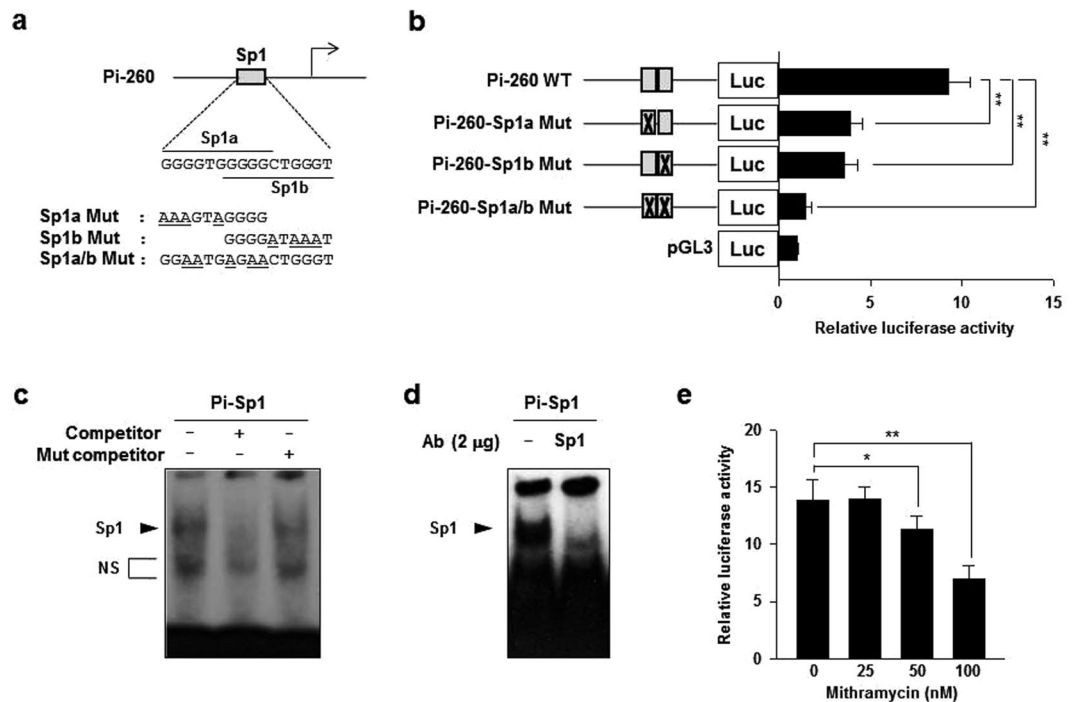 a
Sp1
Pi-260
Sp1a
GGGGTGGGGGCTGGGT
Sp1b
Sp1a Mut : AAAGTAGGGG
Sp1b Mut : GGGGATAAAT
Sp1a/b Mut : GGAATGAGAACTGGGT
b
Pi-260 WT Luc
Pi-260-Sp1a Mut X Luc
Pi-260-Sp1b Mut X Luc
Pi-260-Sp1a/b Mut X X Luc
pGL3 Luc
** ** **
0 5 10 15
Relative luciferase activity
c
Pi-Sp1
Competitor – + –
Mut competitor – – +
Sp1
NS
d
Pi-Sp1
Ab (2 µg) – Sp1
Sp1
e
Relative luciferase activity
20
15
10
5
0
**
*
0 25 50 100
Mithramycin (nM)